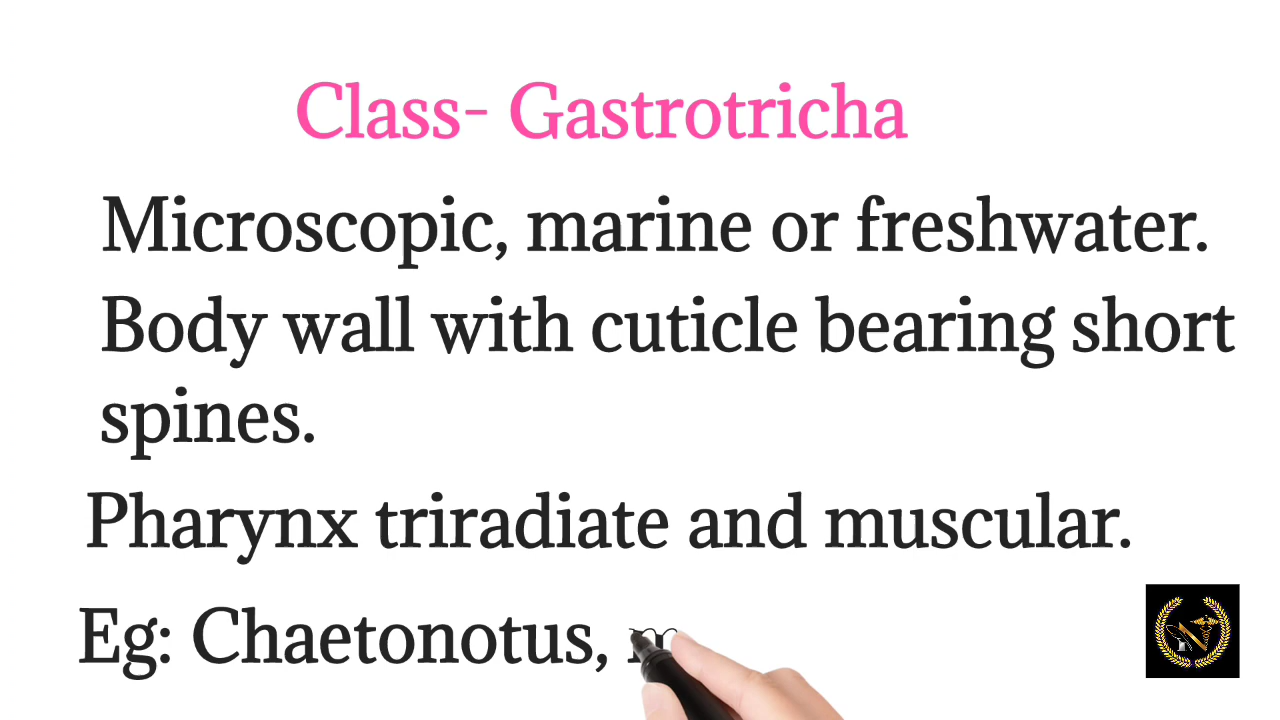 Class- Gastrotricha
Microscopic, marine or freshwater.
Body wall with cuticle bearing short
spines.
Pharynx triradiate and muscular.
Eg: Chaetonotus,